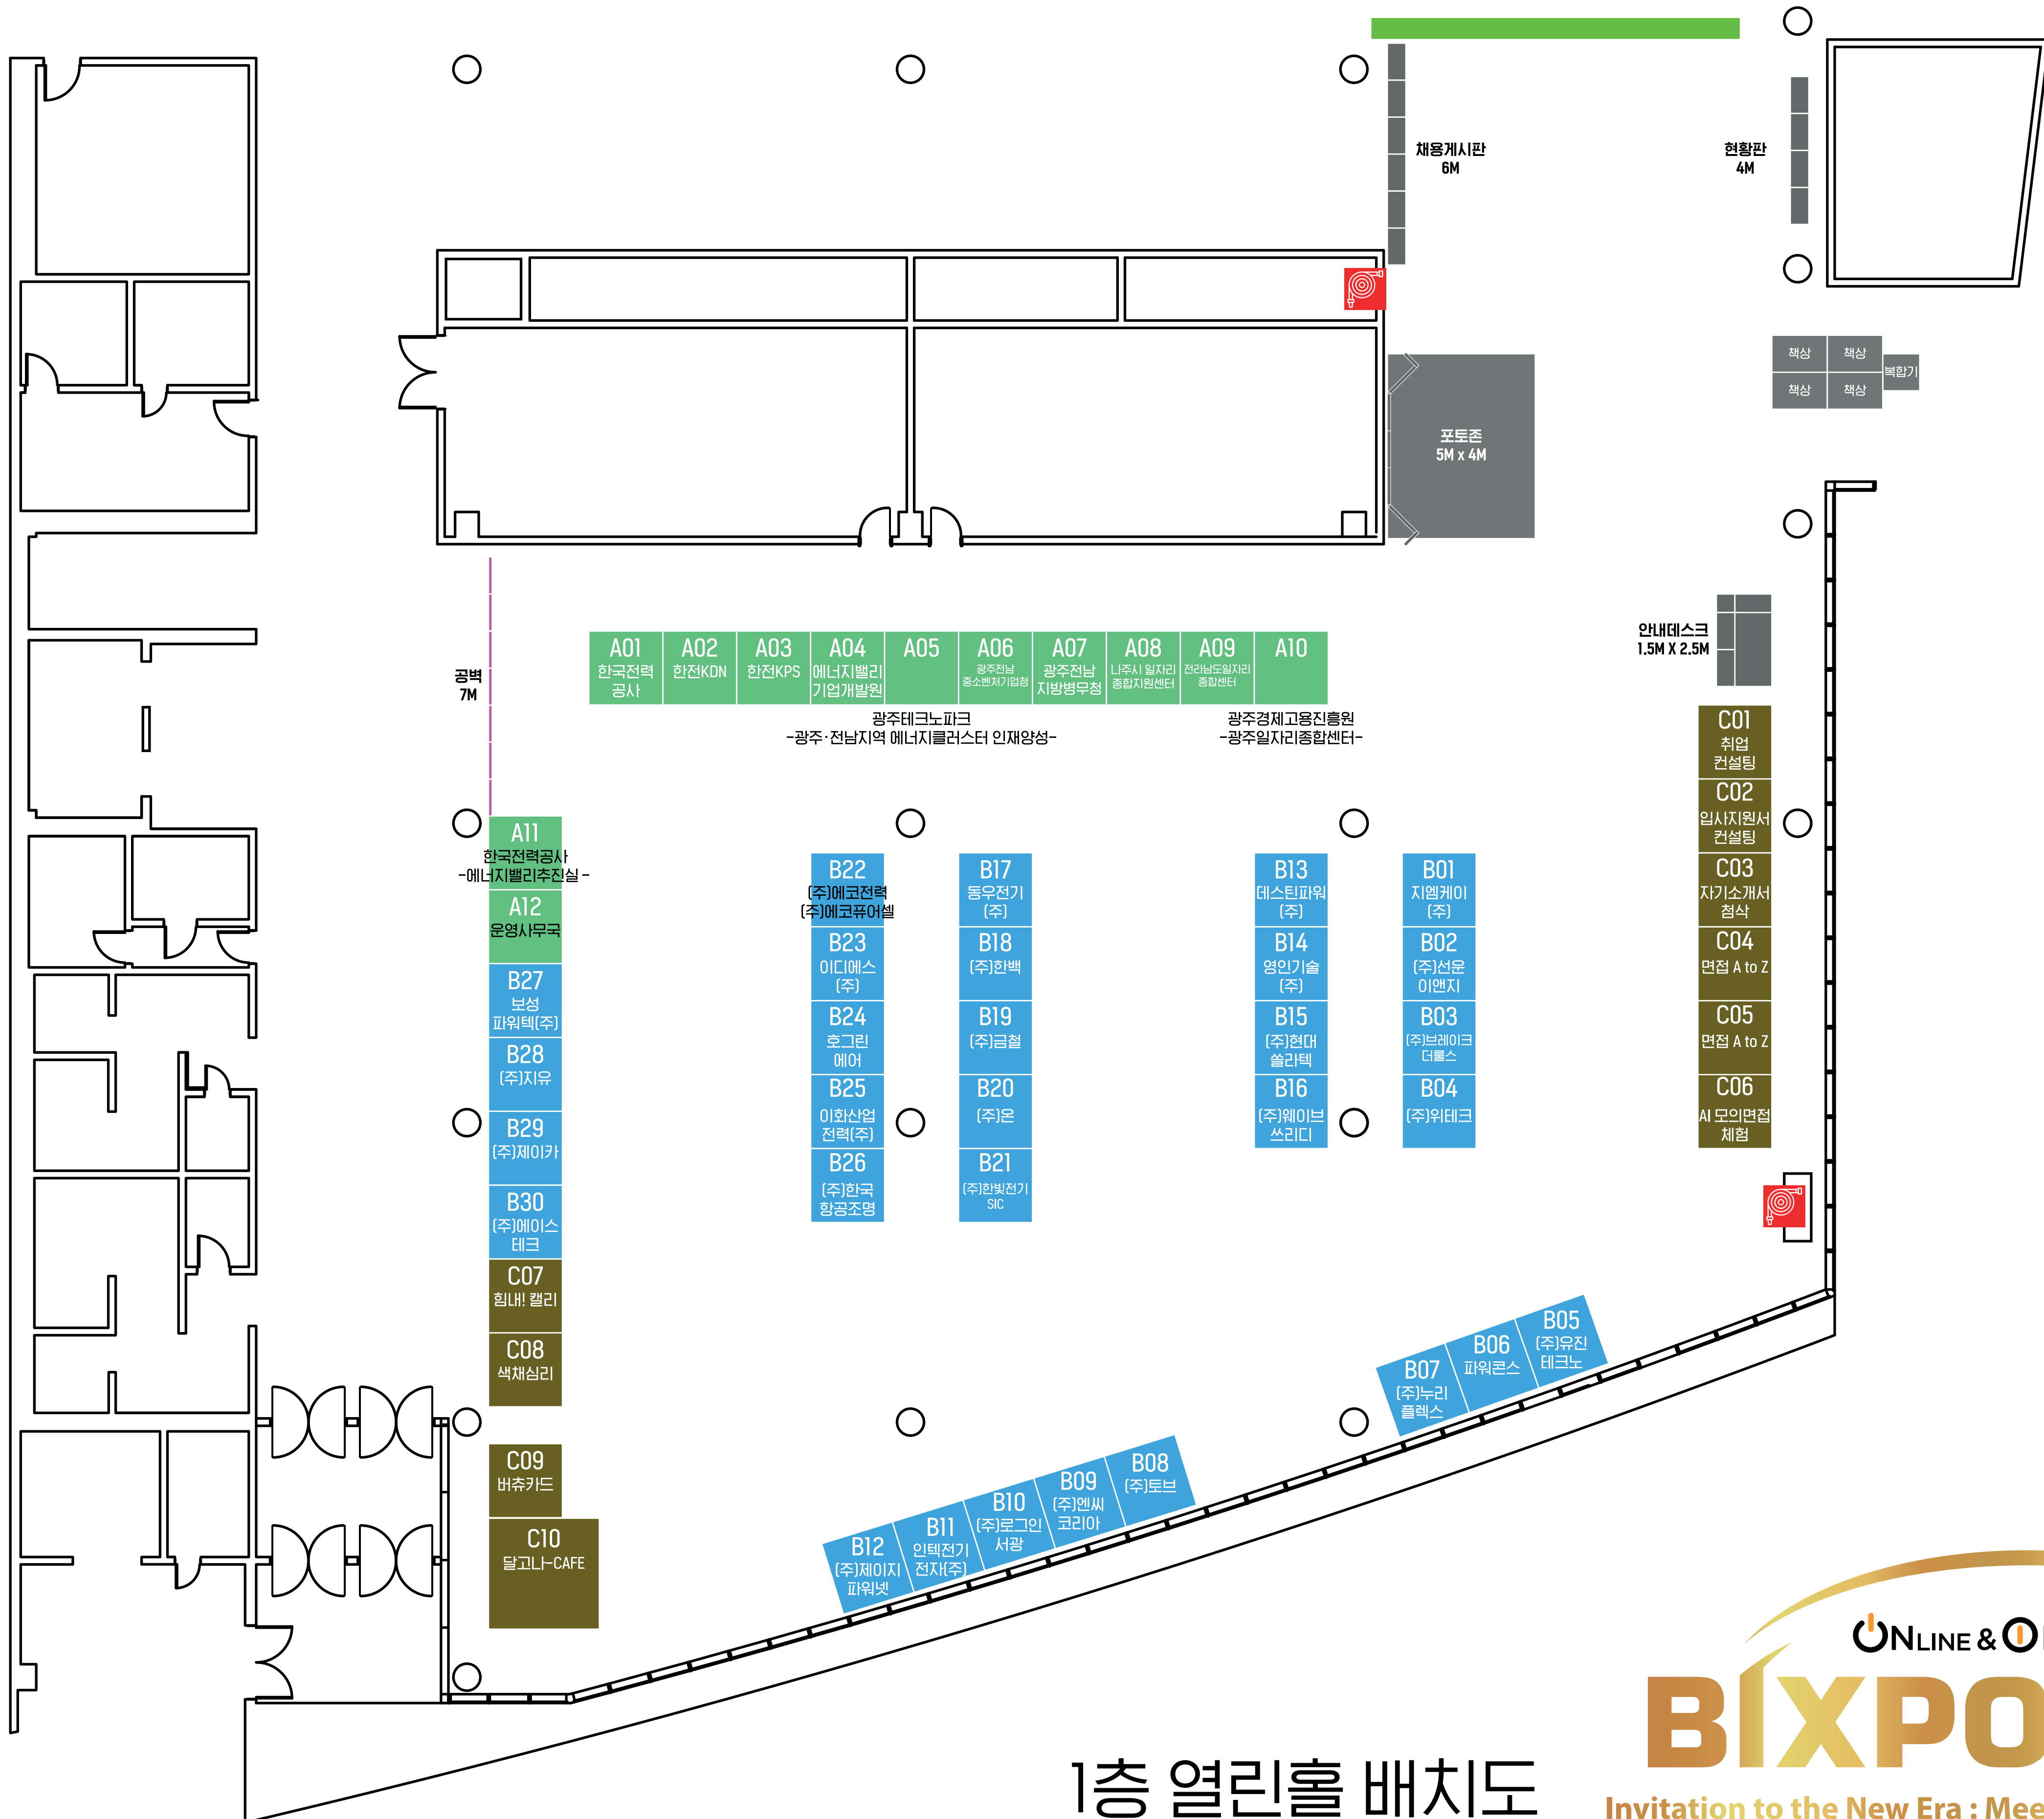 채용게시판
6M
현황판
4M
책상
책상
책상
책상
복합기
포토존
5M x 4M
안내데스크
1.5M X 2.5M
공벽
7M
A01
한국전력
공사
A02
한전KDN
A03
한전KPS
A04
에너지밸리
기업개발원
A05
A06
광주전남
중소벤처기업청
A07
광주전남
지방병무청
A08
나주시 일자리
종합지원센터
A09
전라남도일자리
종합센터
A10
광주테크노파크
-광주·전남지역 에너지클러스터 인재양성-
광주경제고용진흥원
-광주일자리종합센터-
A11
한국전력공사
-에너지밸리추진실-
A12
운영사무국
B27
보성
파워텍(주)
B28
(주)지유
B29
(주)제이카
B30
(주)에이스
테크
C07
힘내! 캘리
C08
색채심리
C09
버츄카드
C10
달고나-CAFE
B22
(주)에코전력
(주)에코퓨어셀
B23
이디에스
(주)
B24
호그린
에어
B25
이화산업
전력(주)
B26
(주)한국
항공조명
B17
동우전기
(주)
B18
(주)한백
B19
(주)금철
B20
(주)온
B21
(주)한빛전기
SIC
B13
데스틴파워
(주)
B14
영인기술
(주)
B15
(주)현대
쏠라텍
B16
(주)웨이브
쓰리디
B01
지엠케이
(주)
B02
(주)선운
이앤지
B03
(주)브레이크
더룰스
B04
(주)위테크
C01
취업
컨설팅
C02
입사지원서
컨설팅
C03
자기소개서
첨삭
C04
면접 A to Z
C05
면접 A to Z
C06
AI 모의면접
체험
B05
(주)유진
테크노
B06
파워콘스
B07
(주)누리
플렉스
B08
(주)토브
B09
(주)엔씨
코리아
B10
(주)로그인
서광
B11
인텍전기
전자(주)
B12
(주)제이지
파워넷
1층 열린홀 배치도
ONLINE & O
BIXPO
Invitation to the New Era : Mee